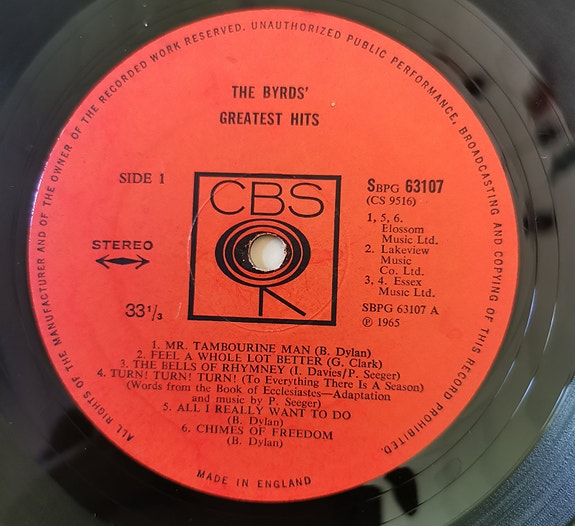 ALL RIGHTS OF THE MANUFACTURER AND OF THE OWNER OF THE RECORDED WORK RESERVED. UNAUTHORIZED PUBLIC PERFORMANCE, BROADCASTING AND COPYING OF THIS RECORD PROHIBITED.
THE BYRDS'
GREATEST HITS
SIDE 1
CBS
SBPG 63107
(CS 9516)
1, 5, 6.
Elossom
Music Ltd.
2. Lakeview
Music
Co. Ltd.
3, 4. Essex
Music Ltd.
STEREO
33 1/3
SBPG 63107 A
℗ 1965
1. MR. TAMBOURINE MAN (B. Dylan)
2. FEEL A WHOLE LOT BETTER (G. Clark)
3. THE BELLS OF RHYMNEY (I. Davies/P. Seeger)
4. TURN! TURN! TURN! (To Everything There Is A Season)
(Words from the Book of Ecclesiastes—Adaptation
and music by P. Seeger)
5. ALL I REALLY WANT TO DO
(B. Dylan)
6. CHIMES OF FREEDOM
(B. Dylan)
MADE IN ENGLAND